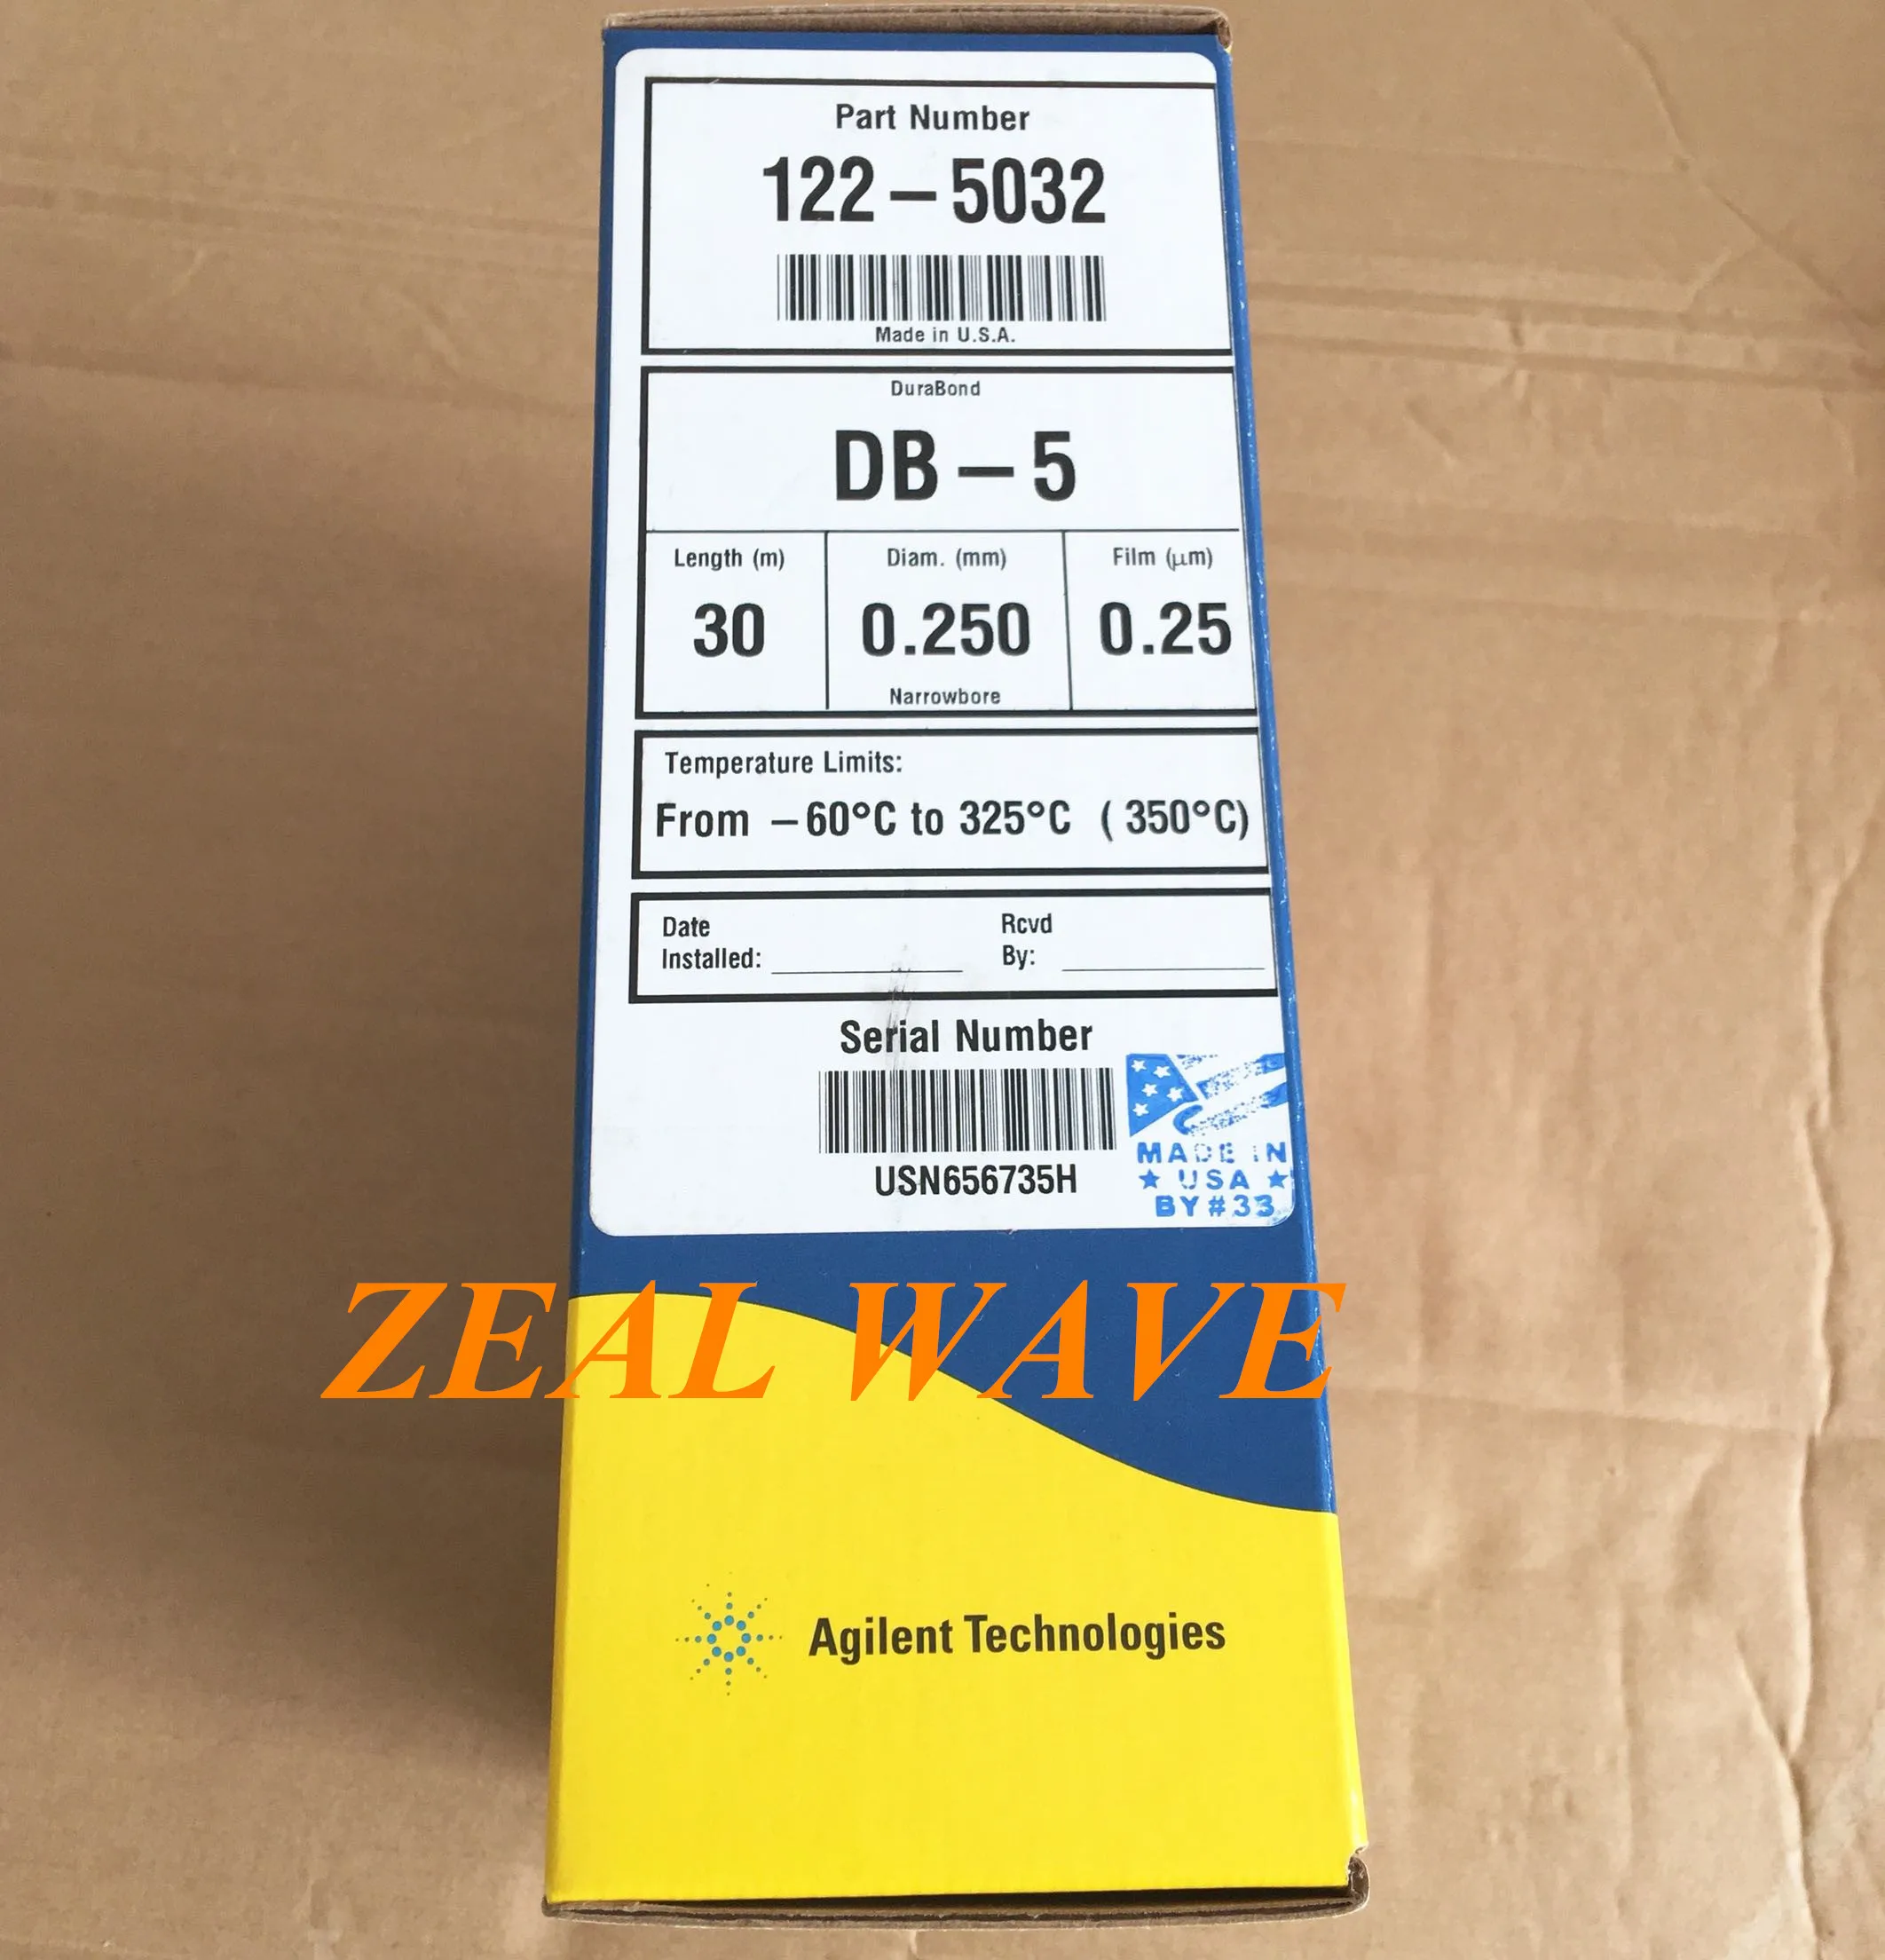 Part Number
122 – 5032
Made in U.S.A.
DuraBond
DB – 5
Length (m) Diam. (mm) Film (µm)
30 0.250 0.25
Narrowbore
Temperature Limits:
From – 60°C to 325°C ( 350°C)
Date Rcvd
Installed: By:
Serial Number
USN656735H
MADE IN
★ USA ★
BY#33
ZEAL WAVE
Agilent Technologies